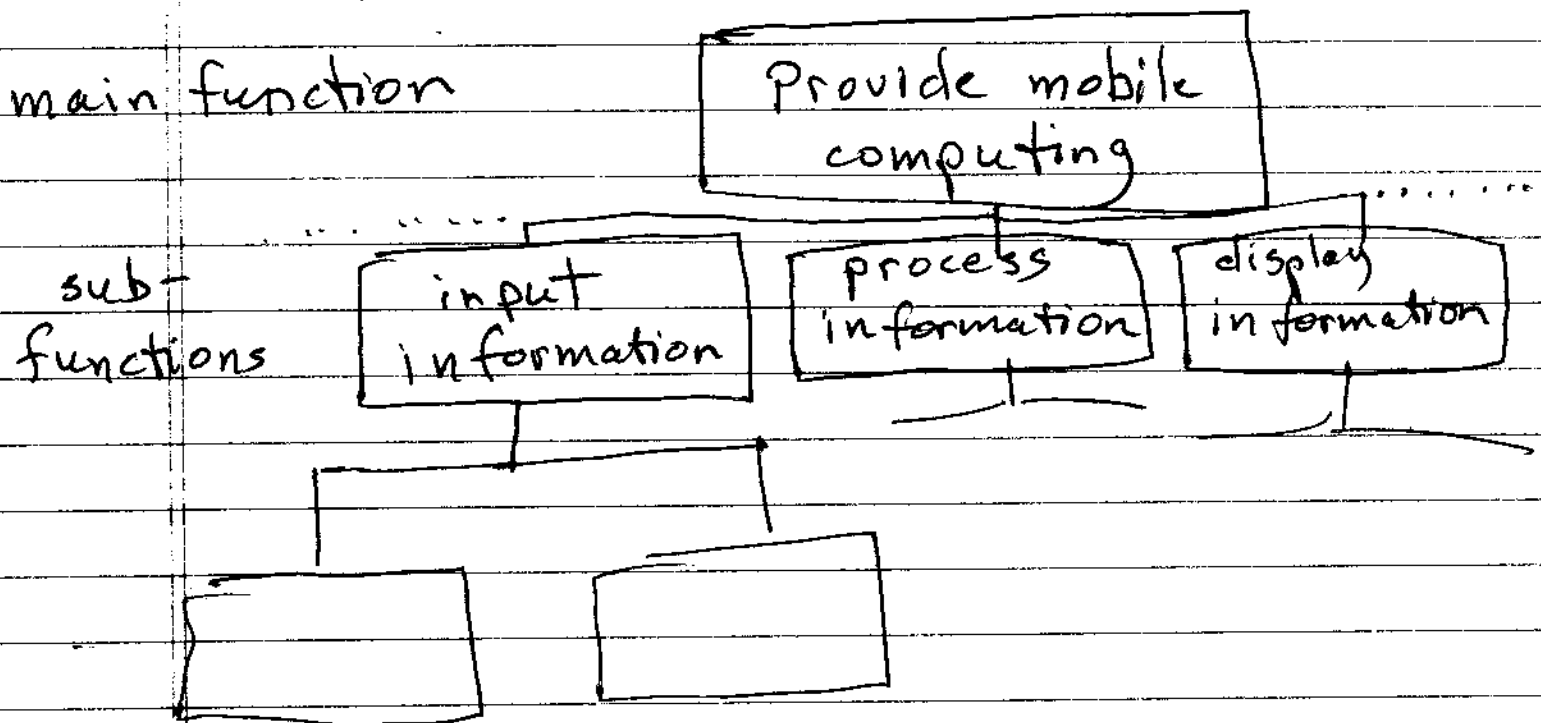 main function
Provide mobile
computing
sub-
functions
input
information
process
information
display
information